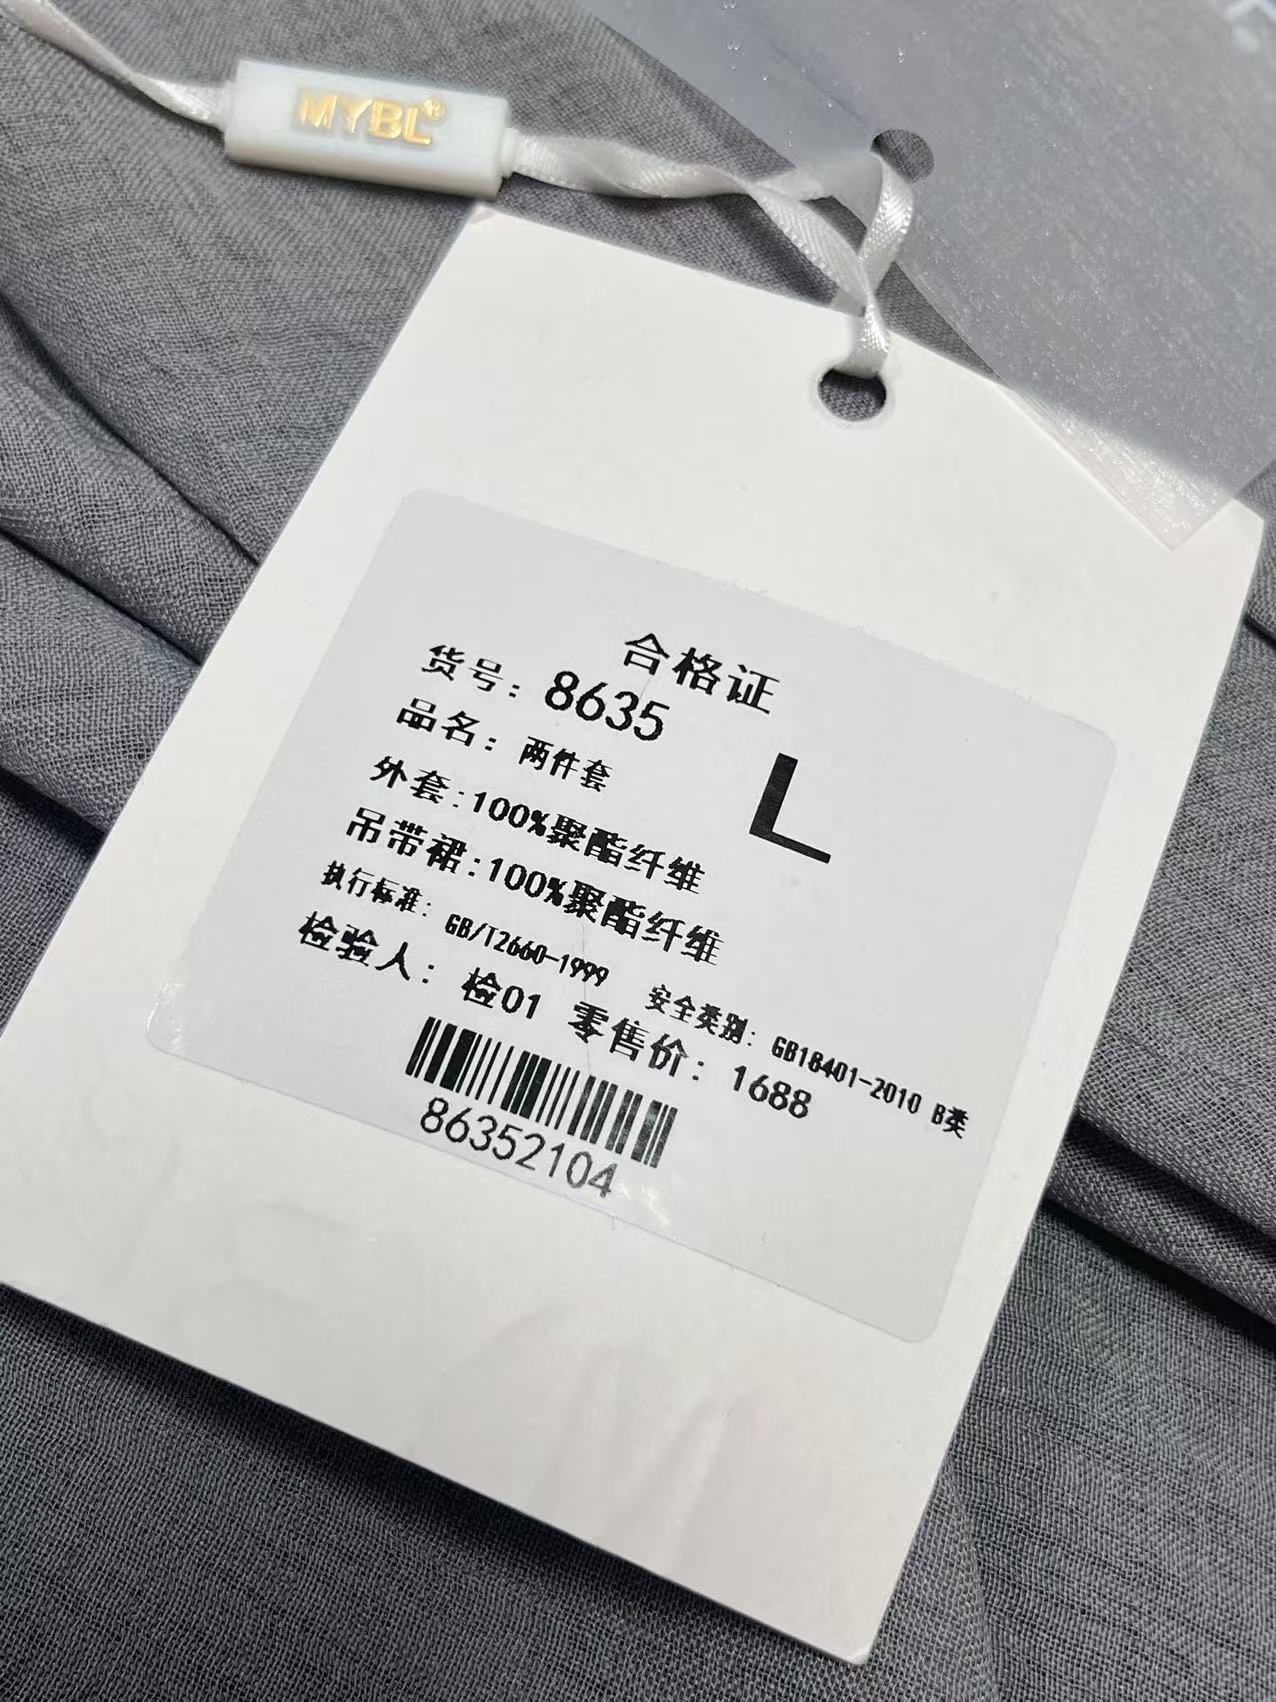 MYBL®
合格证
货号: 8635
品名: 两件套
L
外套:100%聚酯纤维
吊带裙:100%聚酯纤维
执行标准: GB/T2660-1999 安全类别: GB18401-2010 B类
检验人: 检01 零售价: 1688
86352104